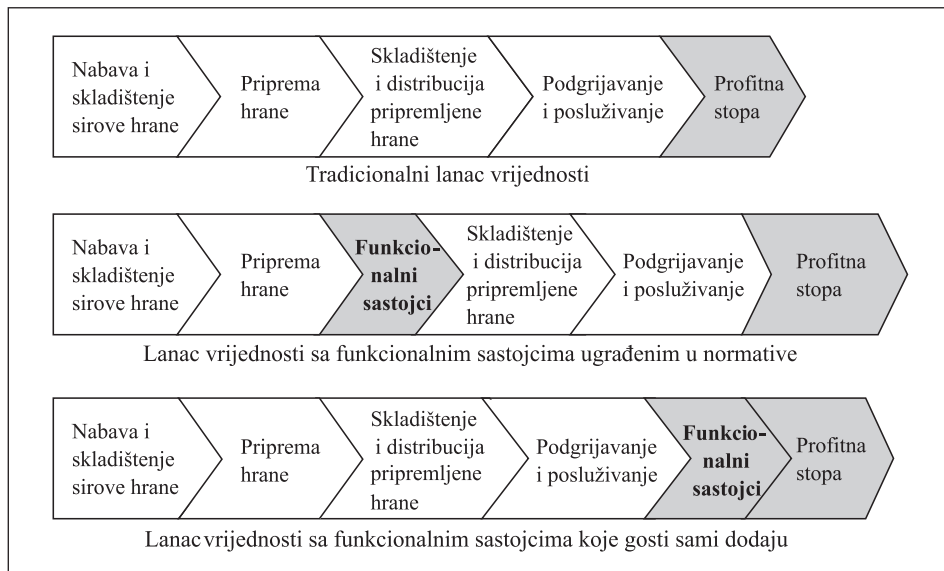 Nabava i
skladištenje
sirove hrane
Priprema
hrane
Skladištenje
i distribucija
pripremljene
hrane
Podgrijavanje
i posluživanje
Profitna
stopa
Tradicionalni lanac vrijednosti
Nabava i
skladištenje
sirove hrane
Priprema
hrane
Funkcio-
nalni
sastojci
Skladištenje
i distribucija
pripremljene
hrane
Podgrijavanje
i posluživanje
Profitna
stopa
Lanac vrijednosti sa funkcionalnim sastojcima ugrađenim u normative
Nabava i
skladištenje
sirove hrane
Priprema
hrane
Skladištenje
i distribucija
pripremljene
hrane
Podgrijavanje
i posluživanje
Funkcio-
nalni
sastojci
Profitna
stopa
Lanac vrijednosti sa funkcionalnim sastojcima koje gosti sami dodaju